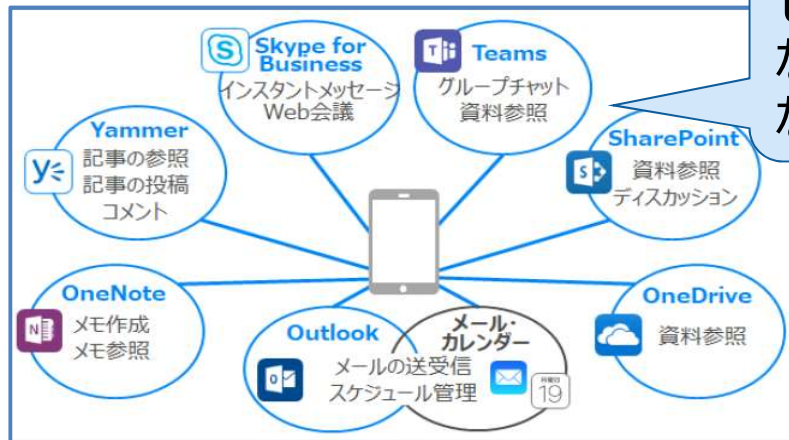 Skype for
Business
インスタントメッセージ
Web会議
Teams
グループチャット
資料参照
Yammer
記事の参照
記事の投稿
コメント
SharePoint
資料参照
ディスカッション
OneNote
メモ作成
メモ参照
Outlook
メール・
カレンダー
メールの送受信
スケジュール管理
月曜日
19
OneDrive
資料参照